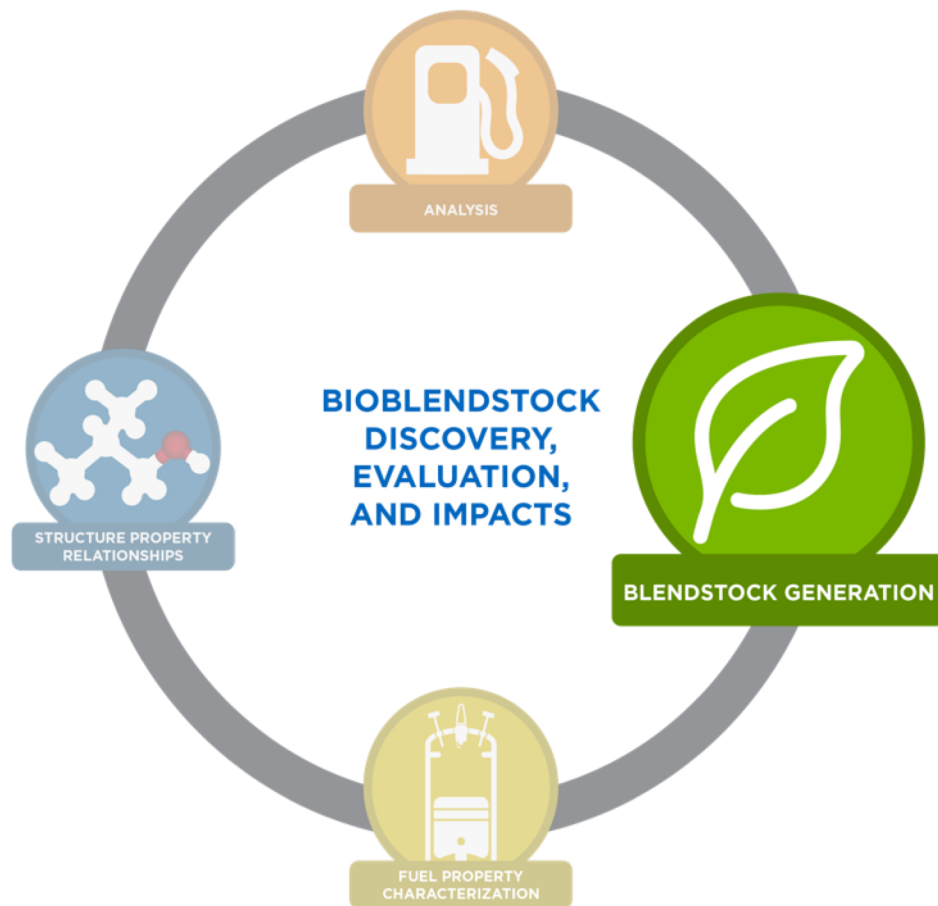 ANALYSIS
BIOBLENDSTOCK
DISCOVERY,
EVALUATION,
AND IMPACTS
STRUCTURE PROPERTY
RELATIONSHIPS
BLENDSTOCK GENERATION
FUEL PROPERTY
CHARACTERIZATION